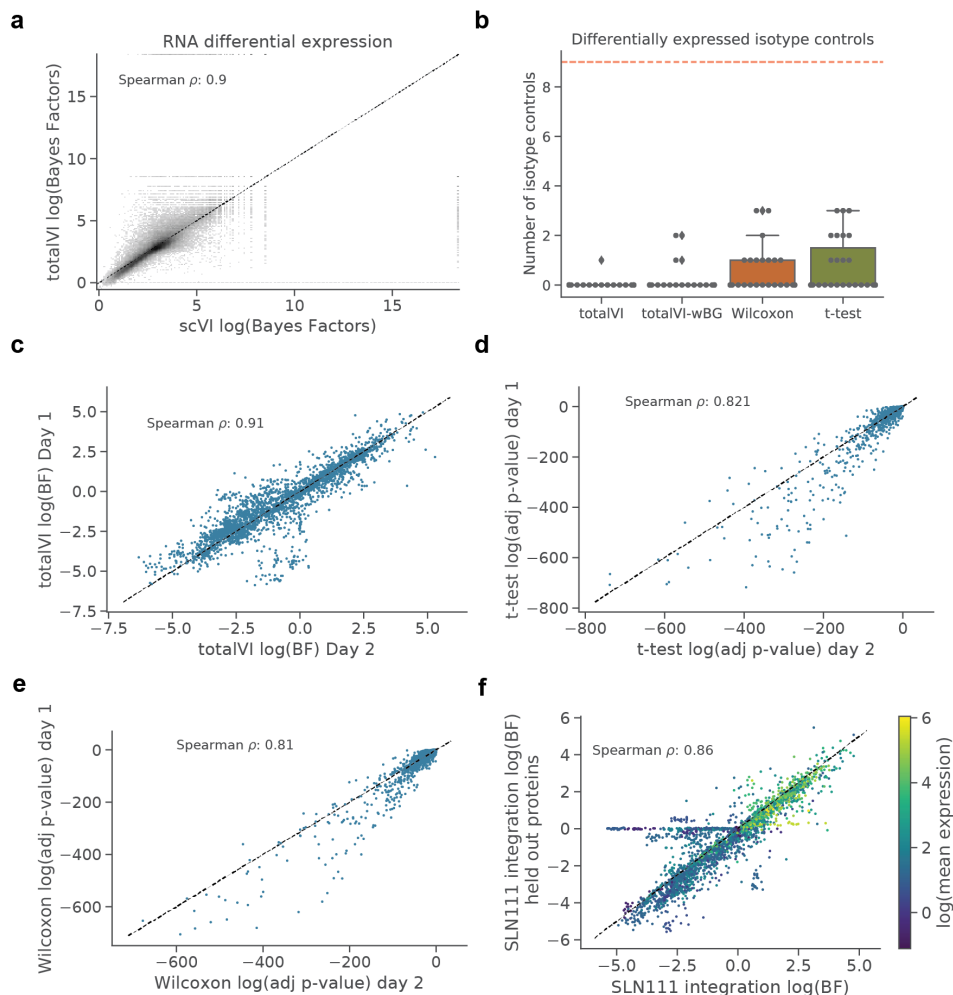 a
RNA differential expression
Spearman ρ: 0.9
totalVI log(Bayes Factors)
15
10
5
0
0
5
10
15
scVI log(Bayes Factors)
b
Differentially expressed isotype controls
Number of isotype controls
8
6
4
2
0
totalVI
totalVI-wBG
Wilcoxon
t-test
c
Spearman ρ: 0.91
totalVI log(BF) Day 1
5.0
2.5
0.0
−2.5
−5.0
−7.5
−7.5
−5.0
−2.5
0.0
2.5
5.0
totalVI log(BF) Day 2
d
Spearman ρ: 0.821
t-test log(adj p-value) day 1
0
−200
−400
−600
−800
−800
−600
−400
−200
0
t-test log(adj p-value) day 2
e
Spearman ρ: 0.81
Wilcoxon log(adj p-value) day 1
0
−200
−400
−600
−600
−400
−200
0
Wilcoxon log(adj p-value) day 2
f
Spearman ρ: 0.86
SLN111 integration log(BF)
held out proteins
6
4
2
0
−2
−4
−6
−5.0
−2.5
0.0
2.5
5.0
SLN111 integration log(BF)
6
4
2
0
log(mean expression)